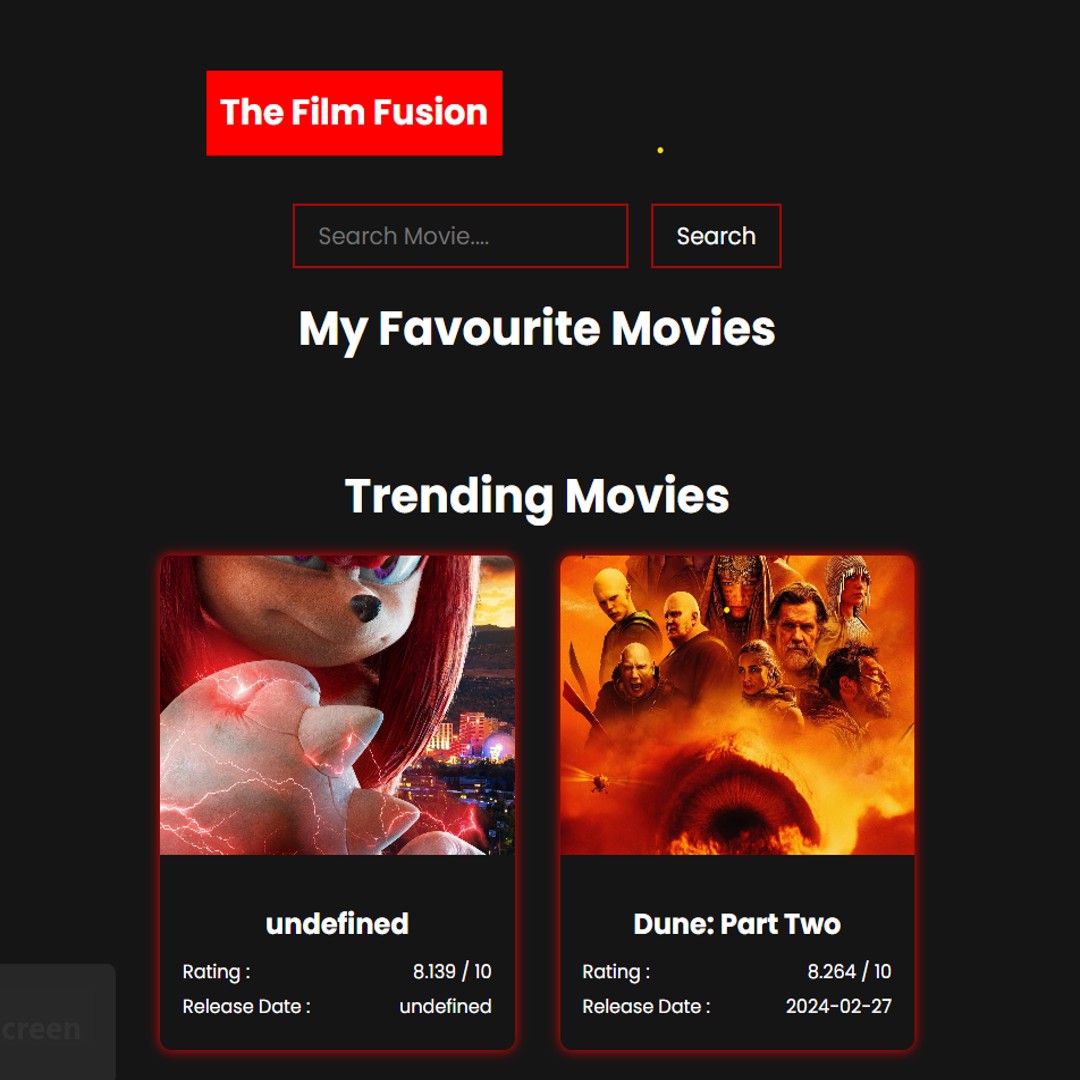 The Film Fusion
Search Movie....
Search
My Favourite Movies
Trending Movies
undefined
Rating :
8.139 / 10
Release Date :
undefined
Dune: Part Two
Rating :
8.264 / 10
Release Date :
2024-02-27
creen